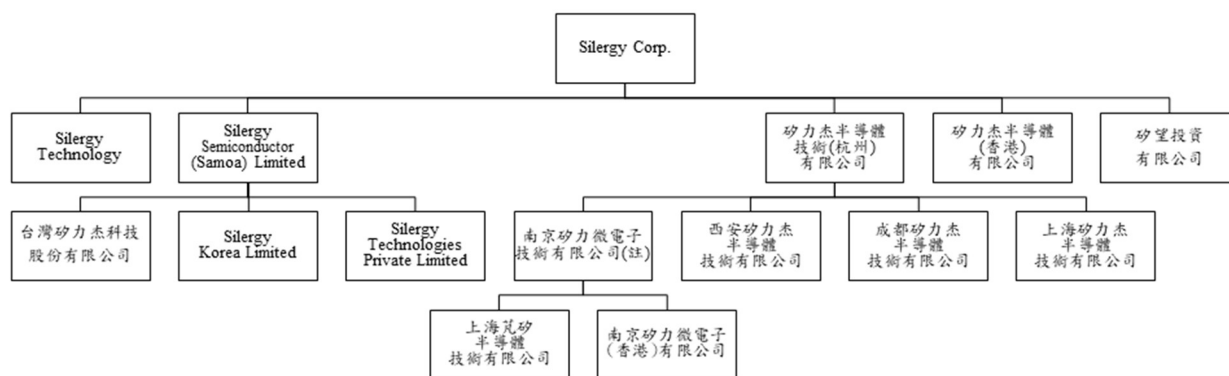 Silergy Corp.
Silergy
Technology
Silergy
Semiconductor
(Samoa) Limited
矽力杰半導體
技術(杭州)
有限公司
矽力杰半導體
(香港)
有限公司
矽望投資
有限公司
台灣矽力杰科技
股份有限公司
Silergy
Korea Limited
Silergy
Technologies
Private Limited
南京矽力微電子
技術有限公司(註)
西安矽力杰
半導體
技術有限公司
成都矽力杰
半導體
技術有限公司
上海矽力杰
半導體
技術有限公司
上海芃矽
半導體
技術有限公司
南京矽力微電子
(香港)有限公司